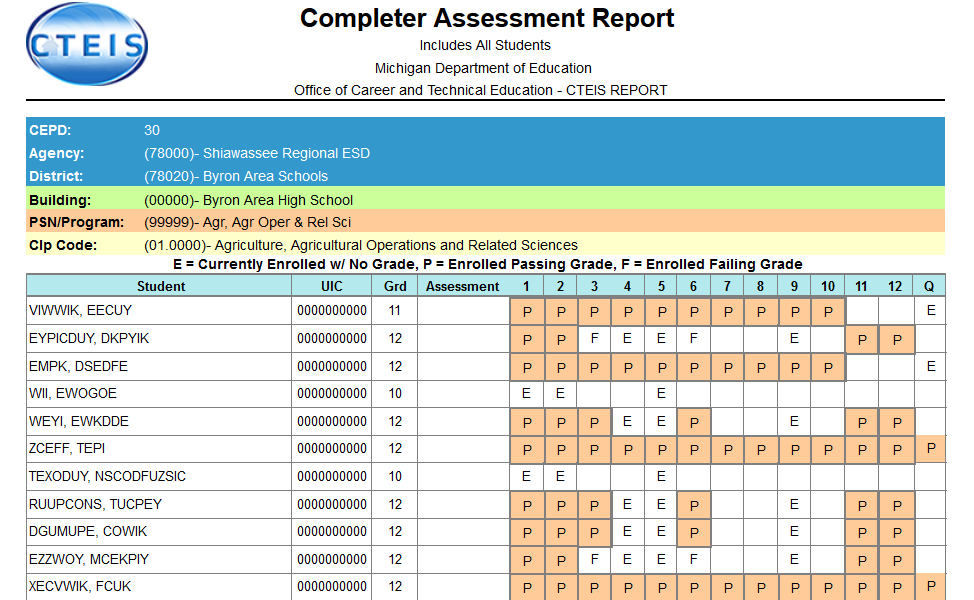 CTEIS
Completer Assessment Report
Includes All Students
Michigan Department of Education
Office of Career and Technical Education - CTEIS REPORT
CEPD: 30
Agency: (78000)- Shiawassee Regional ESD
District: (78020)- Byron Area Schools
Building: (00000)- Byron Area High School
PSN/Program: (99999)- Agr, Agr Oper & Rel Sci
CIp Code: (01.0000)- Agriculture, Agricultural Operations and Related Sciences
E = Currently Enrolled w/ No Grade, P = Enrolled Passing Grade, F = Enrolled Failing Grade
Student UIC Grd Assessment 1 2 3 4 5 6 7 8 9 10 11 12 Q
VIWWIK, EECUY 0000000000 11 P P P P P P P P P P E
EYPICDUY, DKPYIK 0000000000 12 P P F E E F E P P
EMPK, DSEDFE 0000000000 12 P P P P P P P P P P E
WII, EWOGOE 0000000000 10 E E E
WEYI, EWKDDE 0000000000 12 P P P E E P E P P
ZCEFF, TEPI 0000000000 12 P P P P P P P P P P P P P
TEXODUY, NSCODFUZSIC 0000000000 10 E E E
RUUPCONS, TUCPEY 0000000000 12 P P P E E P E P P
DGUMUPE, COWIK 0000000000 12 P P P E E P E P P
EZZWOY, MCEKPIY 0000000000 12 P P F E E F E P P
XECVWIK, FCUK 0000000000 12 P P P P P P P P P P P P P